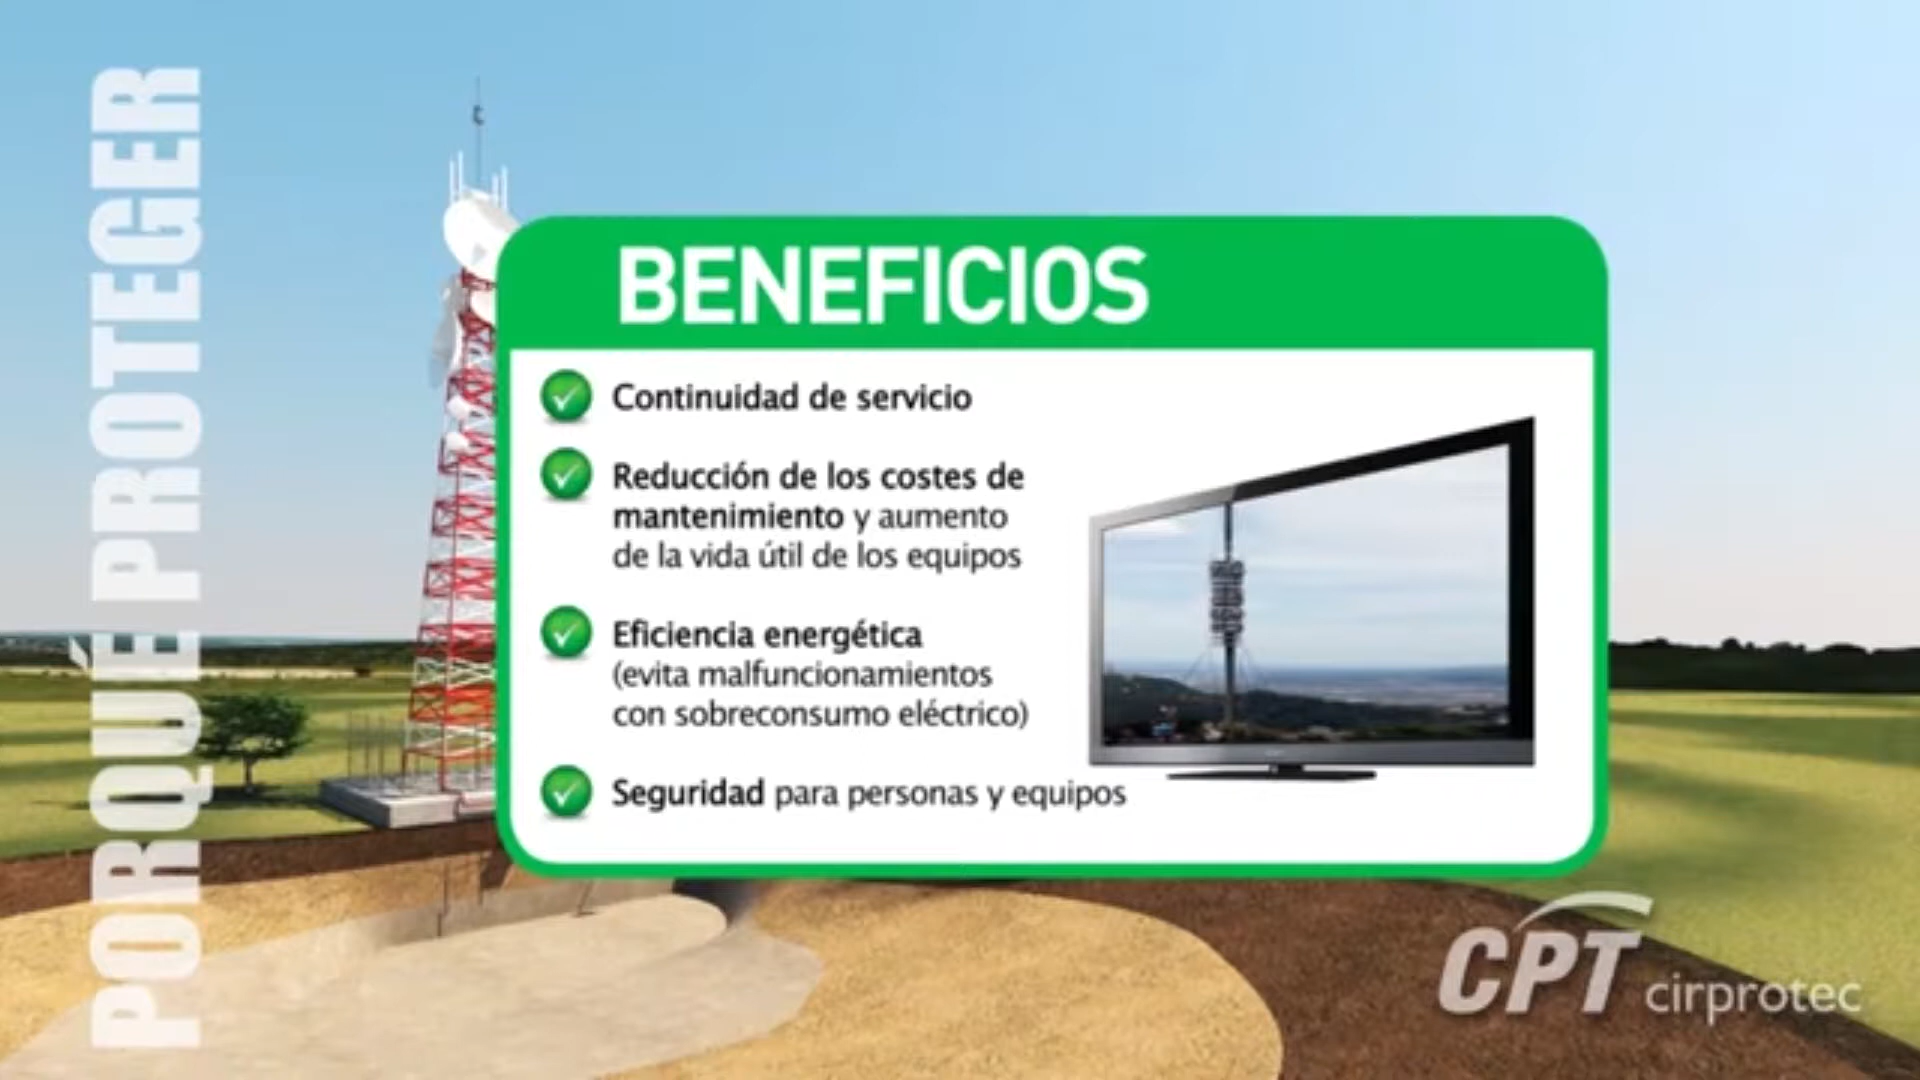 PORQUÉ PROTEGER
BENEFICIOS
Continuidad de servicio
Reducción de los costes de
mantenimiento y aumento
de la vida útil de los equipos
Eficiencia energética
(evita malfuncionamientos
con sobreconsumo eléctrico)
Seguridad para personas y equipos
CPT cirprotec